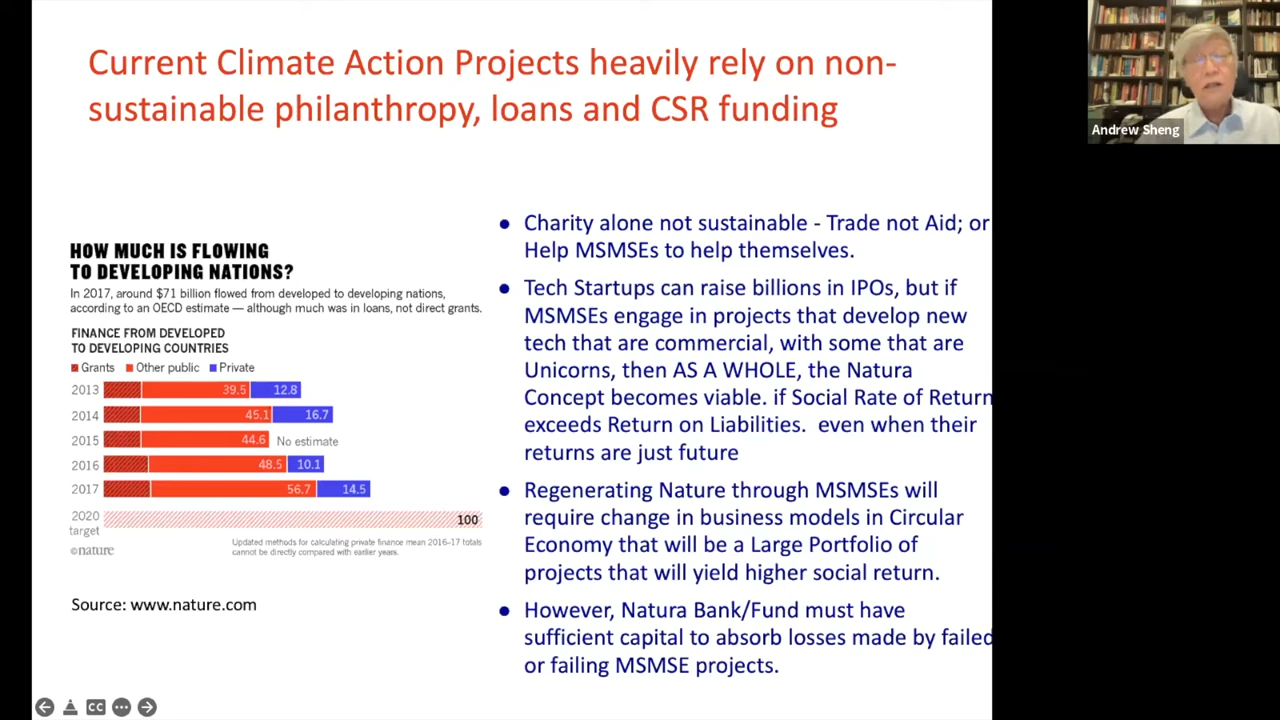 Current Climate Action Projects heavily rely on non-
sustainable philanthropy, loans and CSR funding
Andrew Sheng
HOW MUCH IS FLOWING
TO DEVELOPING NATIONS?
In 2017, around $71 billion flowed from developed to developing nations,
according to an OECD estimate — although much was in loans, not direct grants.
FINANCE FROM DEVELOPED
TO DEVELOPING COUNTRIES
Grants Other public Private
2013 39.5 12.8
2014 45.1 16.7
2015 44.6 No estimate
2016 48.5 10.1
2017 56.7 14.5
2020
target 100
©nature
Updated methods for calculating private finance mean 2016–17 totals
cannot be directly compared with earlier years.
Source: www.nature.com
● Charity alone not sustainable - Trade not Aid; or
Help MSMSEs to help themselves.
● Tech Startups can raise billions in IPOs, but if
MSMSEs engage in projects that develop new
tech that are commercial, with some that are
Unicorns, then AS A WHOLE, the Natura
Concept becomes viable. if Social Rate of Return
exceeds Return on Liabilities. even when their
returns are just future
● Regenerating Nature through MSMSEs will
require change in business models in Circular
Economy that will be a Large Portfolio of
projects that will yield higher social return.
● However, Natura Bank/Fund must have
sufficient capital to absorb losses made by failed
or failing MSMSE projects.
CC